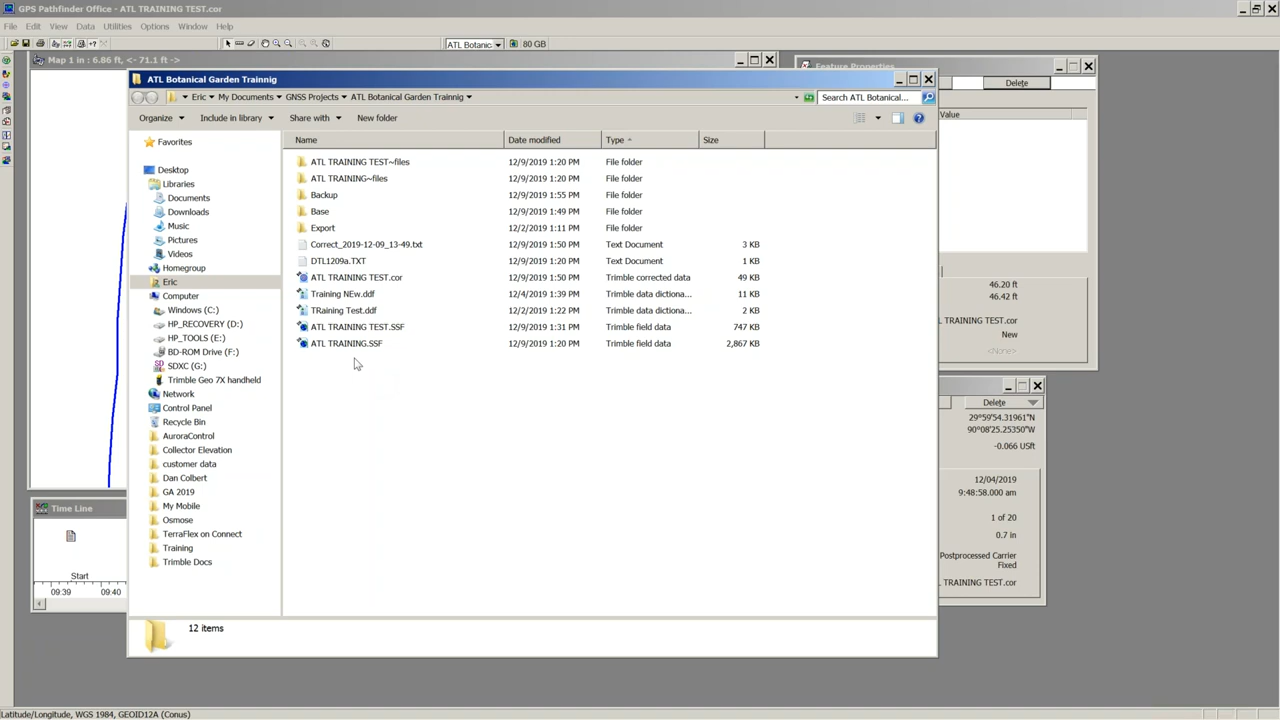 GPS Pathfinder Office - ATL TRAINING TEST.cor
File Edit View Data Utilities Options Window Help
ATL Botanic 80 GB
Map 1 in : 6.86 ft, <- 71.1 ft ->
Feature Properties
ATL Botanical Garden Trainnig
Delete
Eric My Documents GNSS Projects ATL Botanical Garden Trainnig Search ATL Botanical...
Organize Include in library Share with New folder
Value
Name Date modified Type Size
Favorites
Desktop
Libraries
Documents
Downloads
Music
Pictures
Videos
Homegroup
Eric
Computer
Windows (C:)
HP_RECOVERY (D:)
HP_TOOLS (E:)
BD-ROM Drive (F:)
SDXC (G:)
Trimble Geo 7X handheld
Network
Control Panel
Recycle Bin
AuroraControl
Collector Elevation
customer data
Dan Colbert
GA 2019
My Mobile
Osmose
TerraFlex on Connect
Training
Trimble Docs
ATL TRAINING TEST~files 12/9/2019 1:20 PM File folder
ATL TRAINING~files 12/9/2019 1:20 PM File folder
Backup 12/9/2019 1:55 PM File folder
Base 12/9/2019 1:49 PM File folder
Export 12/2/2019 1:11 PM File folder
Correct_2019-12-09_13-49.txt 12/9/2019 1:50 PM Text Document 3 KB
DTL1209a.TXT 12/9/2019 1:20 PM Text Document 1 KB
ATL TRAINING TEST.cor 12/9/2019 1:50 PM Trimble corrected data 49 KB
Training NEw.ddf 12/4/2019 1:39 PM Trimble data dictiona... 11 KB
TRaining Test.ddf 12/2/2019 1:22 PM Trimble data dictiona... 2 KB
ATL TRAINING TEST.SSF 12/9/2019 1:31 PM Trimble field data 747 KB
ATL TRAINING.SSF 12/9/2019 1:20 PM Trimble field data 2,867 KB
12 items
46.20 ft
46.42 ft
ATL TRAINING TEST.cor
New
<None>
Delete
29°59'54.31961"N
90°08'25.25350"W
-0.066 USft
12/04/2019
9:48:58.000 am
1 of 20
0.7 in
Postprocessed Carrier
Fixed
ATL TRAINING TEST.cor
Time Line
Start
09:39 09:40
Latitude/Longitude, WGS 1984, GEOID12A (Conus)